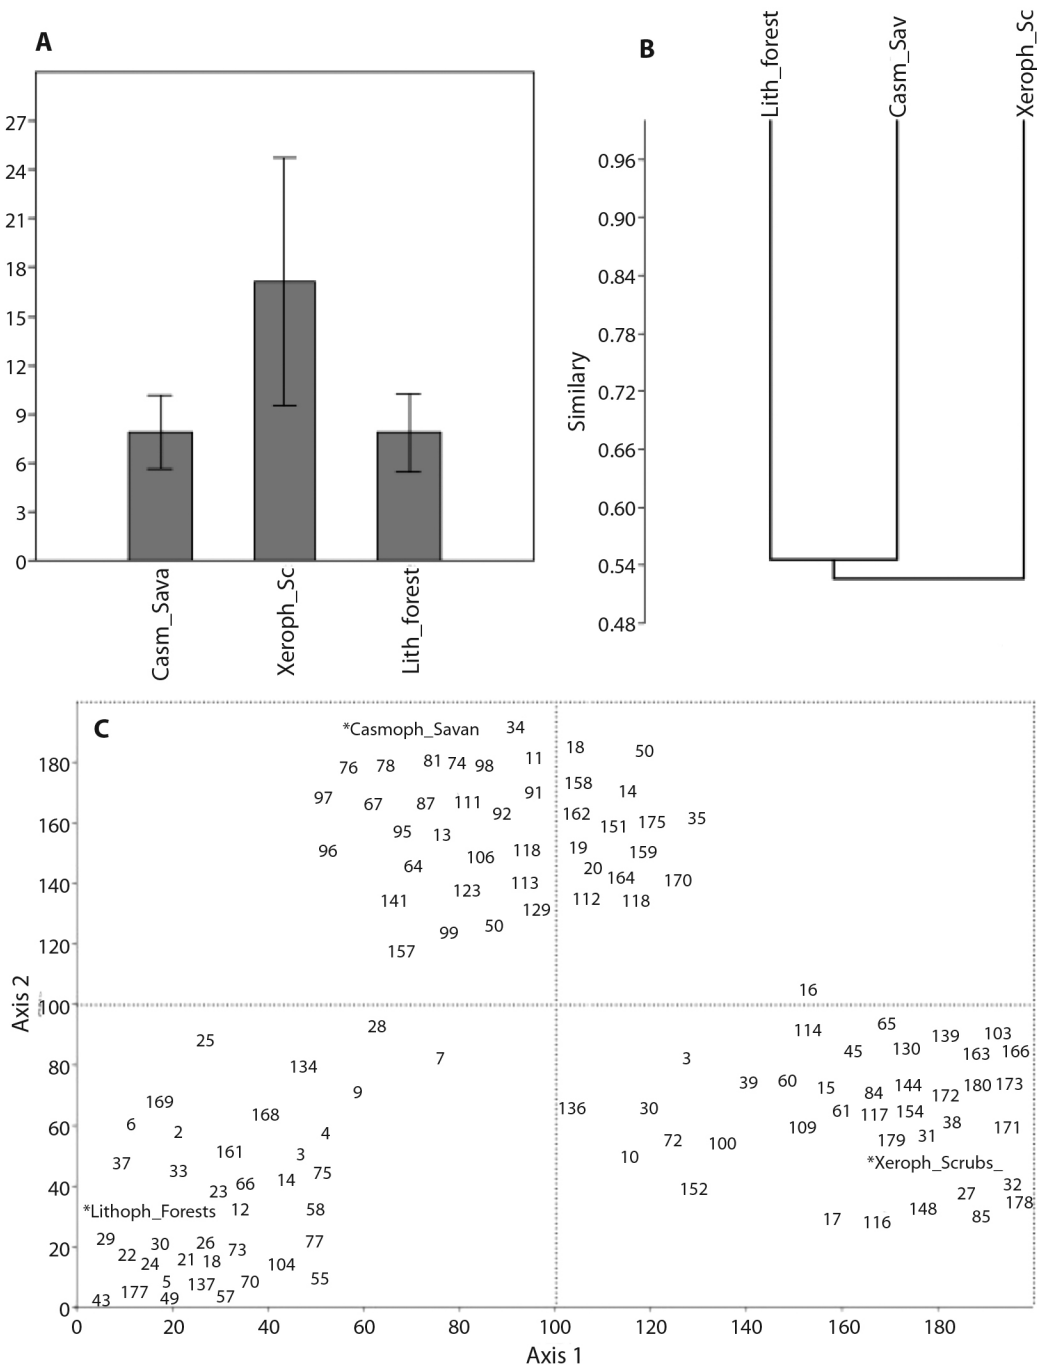 A
27
24
21
18
15
12
9
6
3
0
Casm_Sava
Xeroph_Sc
Lith_forest
B
Lith_forest
Casm_Sav
Xeroph_Sc
Similary
0.96
0.90
0.84
0.78
0.72
0.66
0.60
0.54
0.48
C
Axis 2
180
160
140
120
100
80
60
40
20
0
*Casmoph_Savan 34
18 50
76 78 81 74 98 11
158 14
97 67 87 111 92 91
162 151 175 35
95 13
96 64 106 118
19 20 159 164 170
141 123 113 129
112 118
99 50
157
16
25 28
134 7
9
169 168
6 2 4
161 3
37 33 23 66 14 75
*Lithoph_Forests 12 58
29 22 30 24 26 21 18 73 104 77
5 137 70 55
43 177 49 57
114 65 139 103
3 45 130 163 166
39 60 15 84 144 172 180 173
136 30 61 117 154 38
72 100 109 179 31 171
10 *Xeroph_Scrubs_
152 27 32
17 116 148 85 178
0 20 40 60 80 100 120 140 160 180
Axis 1